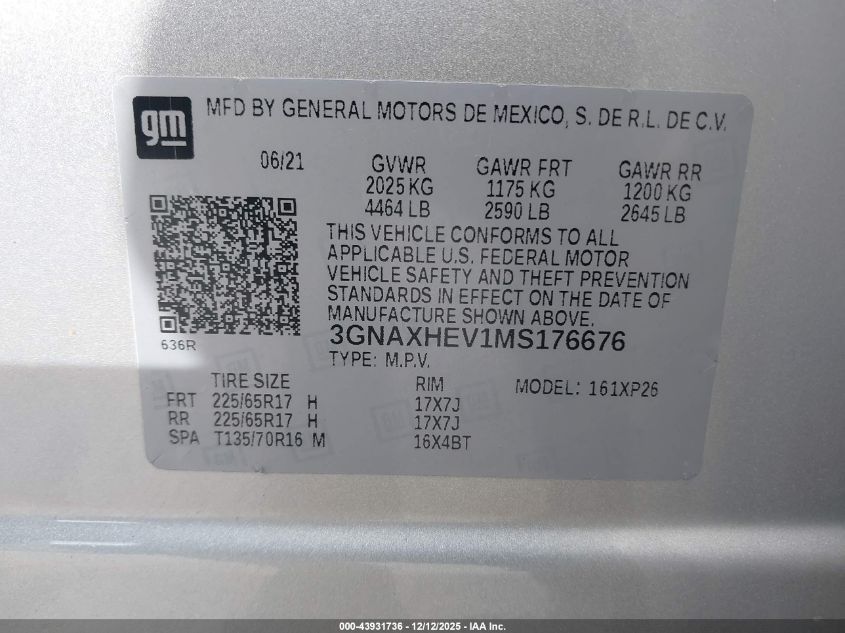 gm
MFD BY GENERAL MOTORS DE MEXICO, S. DE R.L. DE C.V.
06/21 GVWR GAWR FRT GAWR RR
2025 KG 1175 KG 1200 KG
4464 LB 2590 LB 2645 LB
THIS VEHICLE CONFORMS TO ALL
APPLICABLE U.S. FEDERAL MOTOR
VEHICLE SAFETY AND THEFT PREVENTION
STANDARDS IN EFFECT ON THE DATE OF
MANUFACTURE SHOWN ABOVE.
636R
3GNAXHEV1MS176676
TYPE: M.P.V.
TIRE SIZE RIM MODEL: 161XP26
FRT 225/65R17 H 17X7J
RR 225/65R17 H 17X7J
SPA T135/70R16 M 16X4BT
000-43931736 - 12/12/2025 - IAA Inc.